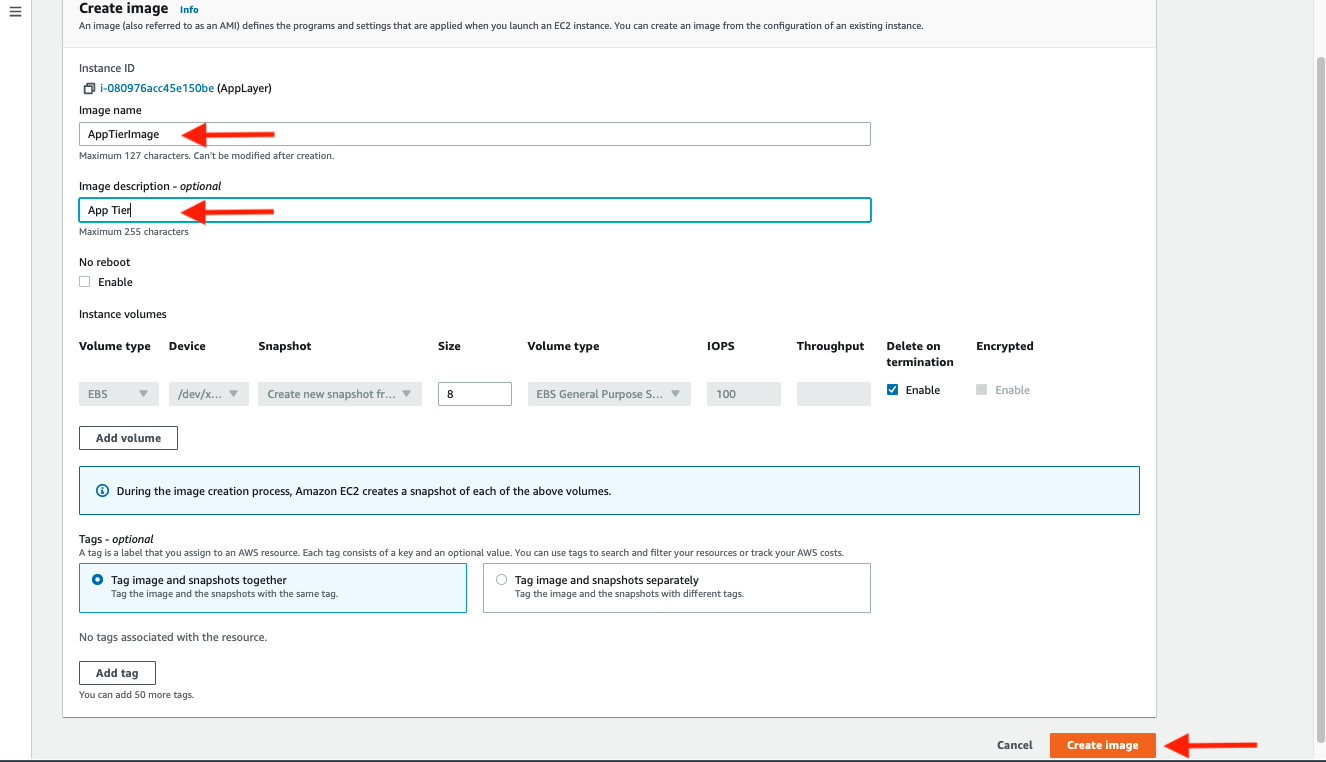 Create image Info
An image (also referred to as an AMI) defines the programs and settings that are applied when you launch an EC2 instance. You can create an image from the configuration of an existing instance.
Instance ID
i-080976acc45e150be (AppLayer)
Image name
AppTierImage
Maximum 127 characters. Can't be modified after creation.
Image description - optional
App Tier
Maximum 255 characters
No reboot
Enable
Instance volumes
Volume type Device Snapshot Size Volume type IOPS Throughput Delete on termination Encrypted
EBS /dev/x... Create new snapshot fr... 8 EBS General Purpose S... 100 Enable Enable
Add volume
During the image creation process, Amazon EC2 creates a snapshot of each of the above volumes.
Tags - optional
A tag is a label that you assign to an AWS resource. Each tag consists of a key and an optional value. You can use tags to search and filter your resources or track your AWS costs.
Tag image and snapshots together
Tag the image and the snapshots with the same tag.
Tag image and snapshots separately
Tag the image and the snapshots with different tags.
No tags associated with the resource.
Add tag
You can add 50 more tags.
Cancel Create image